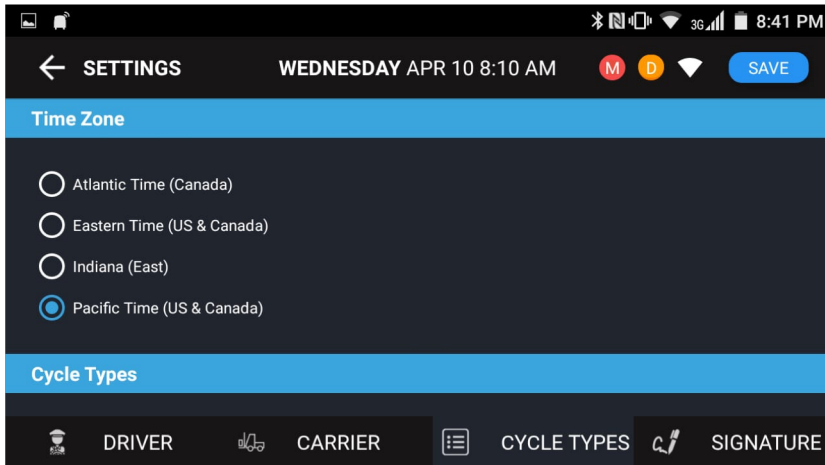 3G 8:41 PM
SETTINGS WEDNESDAY APR 10 8:10 AM M D SAVE
Time Zone
Atlantic Time (Canada)
Eastern Time (US & Canada)
Indiana (East)
Pacific Time (US & Canada)
Cycle Types
DRIVER CARRIER CYCLE TYPES SIGNATURE